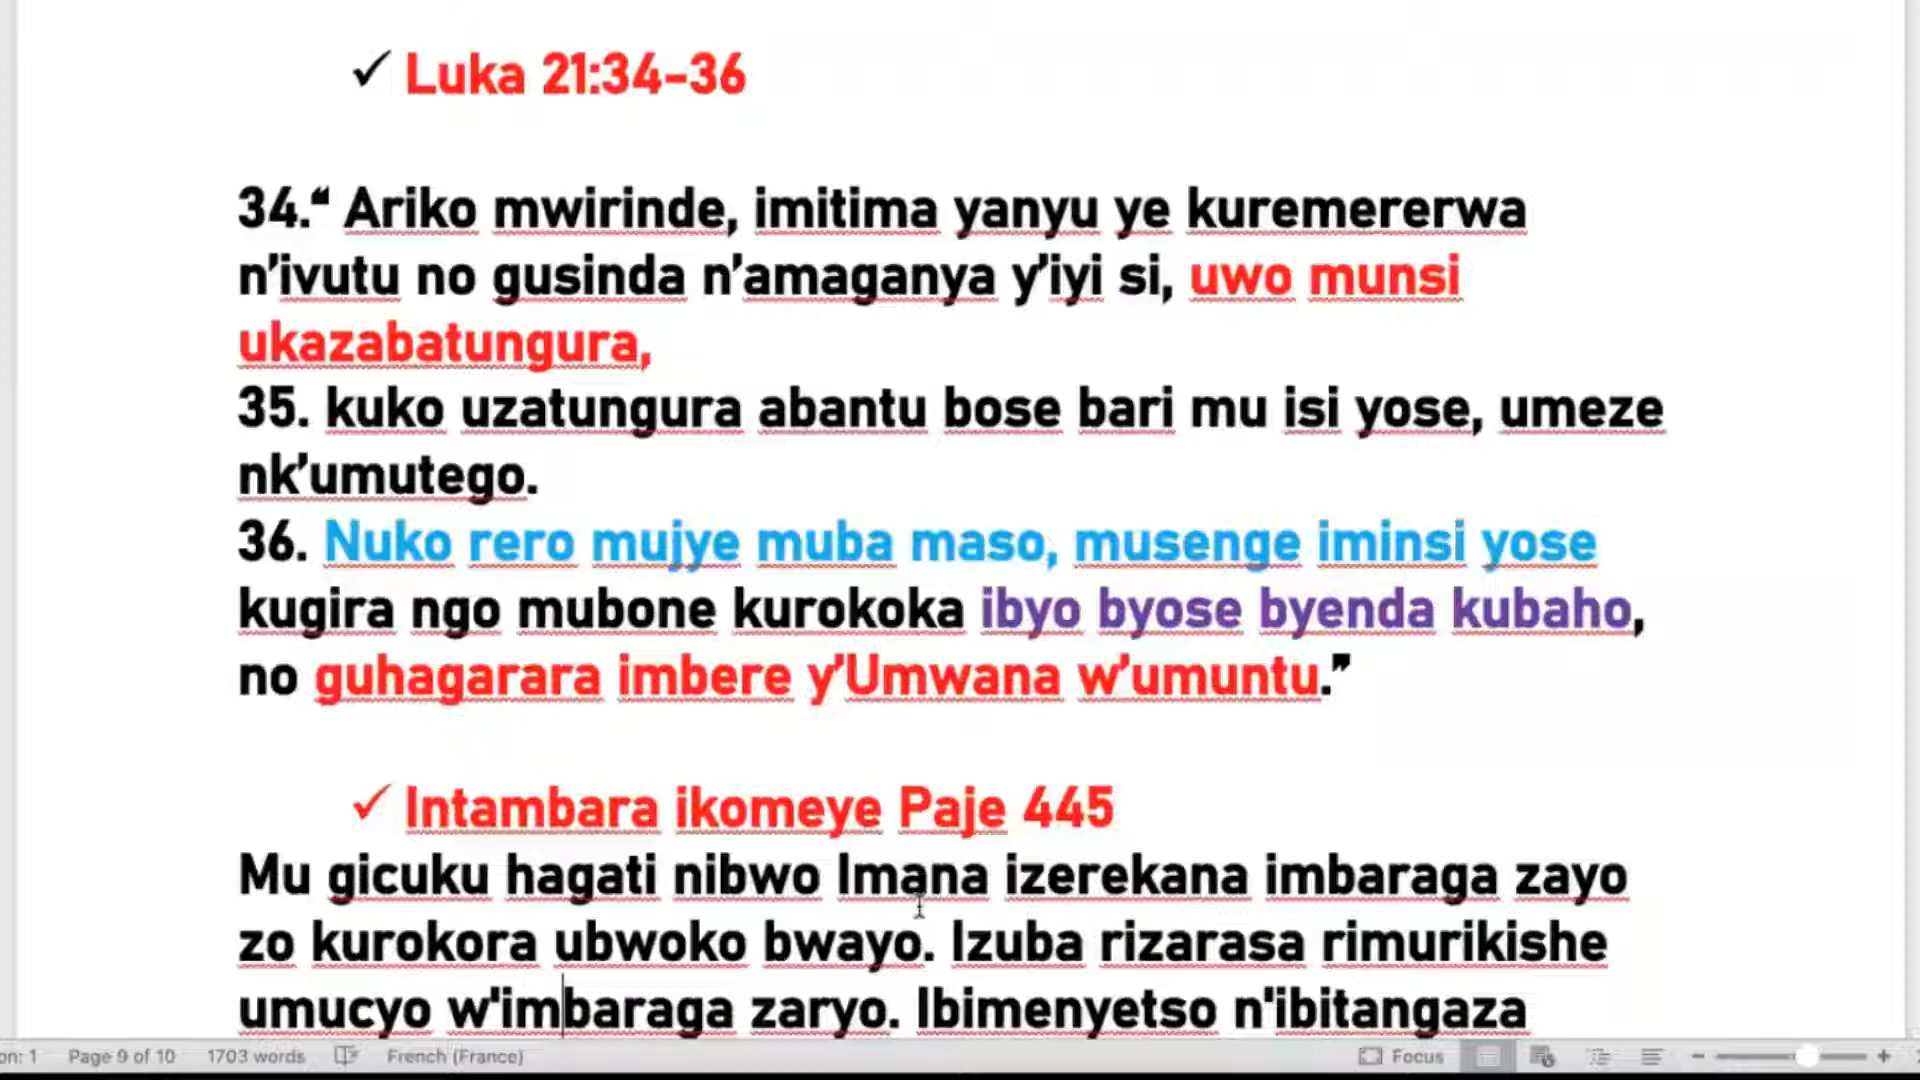 ✓ Luka 21:34-36
34.“ Ariko mwirinde, imitima yanyu ye kuremererwa
n’ivutu no gusinda n’amaganya y’iyi si, uwo munsi
ukazabatungura,
35. kuko uzatungura abantu bose bari mu isi yose, umeze
nk’umutego.
36. Nuko rero mujye muba maso, musenge iminsi yose
kugira ngo mubone kurokoka ibyo byose byenda kubaho,
no guhagarara imbere y’Umwana w’umuntu.”
✓ Intambara ikomeye Paje 445
Mu gicuku hagati nibwo Imana izerekana imbaraga zayo
zo kurokora ubwoko bwayo. Izuba rizarasa rimurikishe
umucyo w'imbaraga zaryo. Ibimenyetso n'ibitangaza
on: 1 Page 9 of 10 1703 words French (France) Focus